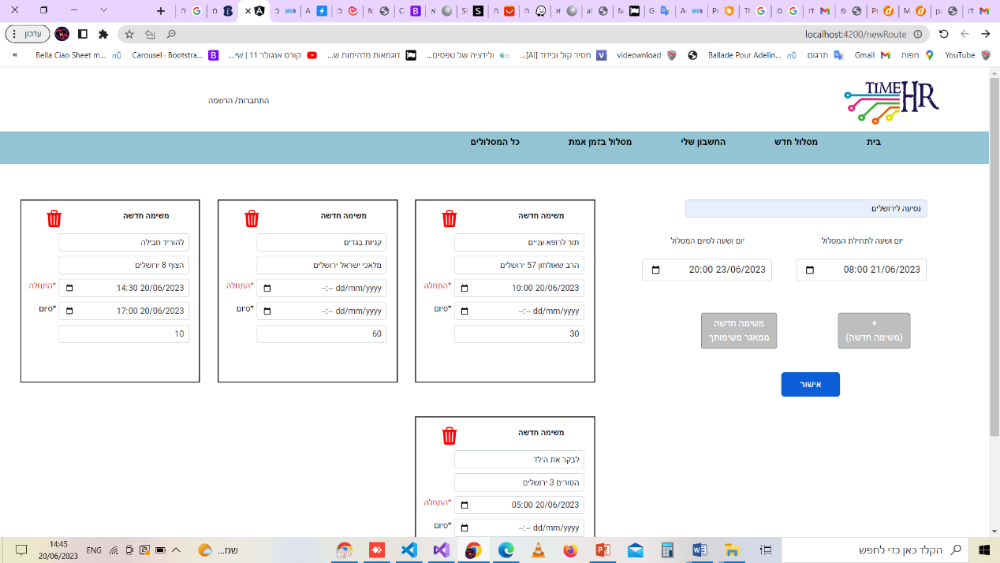 עדכון
localhost:4200/newRoute
YouTube
מפות
Gmail
תרגום
Ballade Pour Adelin...
videownload
מסיר קול ובידוד [AI]...
ולידציה של טפסים...
דוגמאות מדהימות ש...
קורס אנגולר 11 | שי...
Carousel · Bootstra...
Bella Ciao Sheet m...
»
TIME HR
התחברות/ הרשמה
בית
מסלול חדש
החשבון שלי
מסלול בזמן אמת
כל המסלולים
נסיעה לירושלים
יום ושעה לתחילת המסלול
יום ושעה לסיום המסלול
21/06/2023 08:00
23/06/2023 20:00
+
(משימה חדשה)
משימה חדשה
ממאגר משימותך
אישור
משימה חדשה
תור לרופא עניים
הרב שאולוזון 57 ירושלים
*התחלה
20/06/2023 10:00
*סיום
dd/mm/yyyy --:--
30
משימה חדשה
קניות בגדים
מלאכי ישראל ירושלים
*התחלה
dd/mm/yyyy --:--
*סיום
dd/mm/yyyy --:--
60
משימה חדשה
להוריד חבילה
הצוף 8 ירושלים
*התחלה
20/06/2023 14:30
*סיום
20/06/2023 17:00
10
משימה חדשה
לבקר את הילד
הטורים 3 ירושלים
*התחלה
20/06/2023 05:00
*סיום
dd/mm/yyyy --:--
הקלד כאן כדי לחפש
שמ...
ENG
14:45
20/06/2023